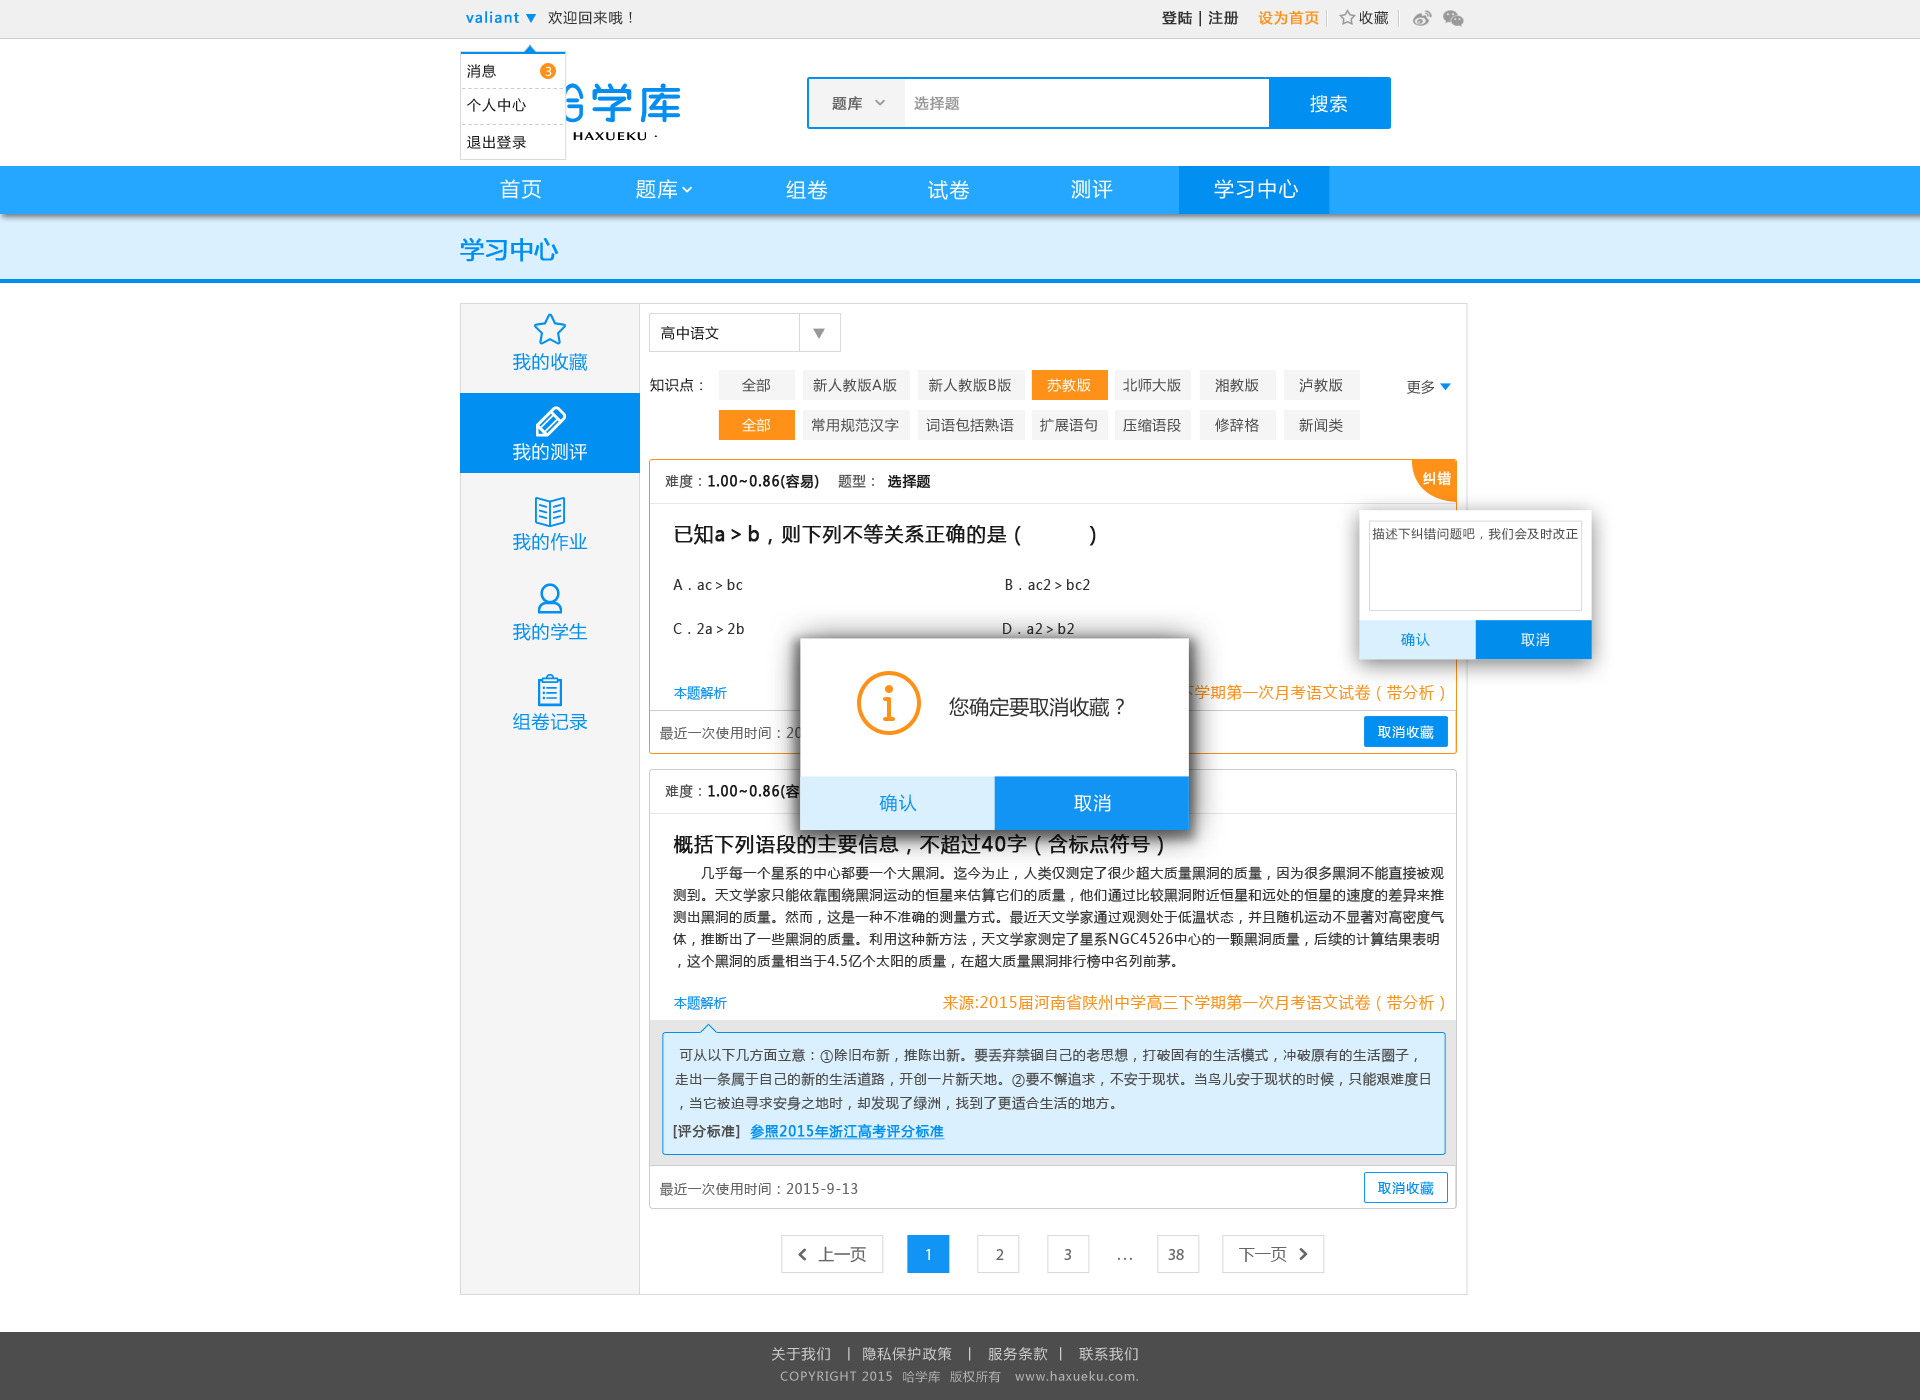 valiant ▼ 欢迎回来哦！
登陆 | 注册 设为首页 收藏
消息 3
个人中心
退出登录
学库
HAXUEKU ·
题库 选择题 搜索
首页 题库 组卷 试卷 测评 学习中心
学习中心
我的收藏
我的测评
我的作业
我的学生
组卷记录
高中语文
知识点： 全部 新人教版A版 新人教版B版 苏教版 北师大版 湘教版 泸教版 更多
全部 常用规范汉字 词语包括熟语 扩展语句 压缩语段 修辞格 新闻类
难度：1.00~0.86(容易) 题型： 选择题 纠错
已知a＞b，则下列不等关系正确的是（ ）
A．ac＞bc B．ac2＞bc2
C．2a＞2b D．a2＞b2
描述下纠错问题吧，我们会及时改正
确认 取消
您确定要取消收藏？
确认 取消
本题解析 下学期第一次月考语文试卷（带分析）
最近一次使用时间：20 取消收藏
难度：1.00~0.86(容
概括下列语段的主要信息，不超过40字（含标点符号）
几乎每一个星系的中心都要一个大黑洞。迄今为止，人类仅测定了很少超大质量黑洞的质量，因为很多黑洞不能直接被观
测到。天文学家只能依靠围绕黑洞运动的恒星来估算它们的质量，他们通过比较黑洞附近恒星和远处的恒星的速度的差异来推
测出黑洞的质量。然而，这是一种不准确的测量方式。最近天文学家通过观测处于低温状态，并且随机运动不显著对高密度气
体，推断出了一些黑洞的质量。利用这种新方法，天文学家测定了星系NGC4526中心的一颗黑洞质量，后续的计算结果表明
，这个黑洞的质量相当于4.5亿个太阳的质量，在超大质量黑洞排行榜中名列前茅。
本题解析 来源:2015届河南省陕州中学高三下学期第一次月考语文试卷（带分析）
可从以下几方面立意：①除旧布新，推陈出新。要丢弃禁锢自己的老思想，打破固有的生活模式，冲破原有的生活圈子，
走出一条属于自己的新的生活道路，开创一片新天地。②要不懈追求，不安于现状。当鸟儿安于现状的时候，只能艰难度日
，当它被迫寻求安身之地时，却发现了绿洲，找到了更适合生活的地方。
[评分标准] 参照2015年浙江高考评分标准
最近一次使用时间：2015-9-13 取消收藏
上一页 1 2 3 ... 38 下一页
关于我们 | 隐私保护政策 | 服务条款 | 联系我们
COPYRIGHT 2015 哈学库 版权所有 www.haxueku.com.